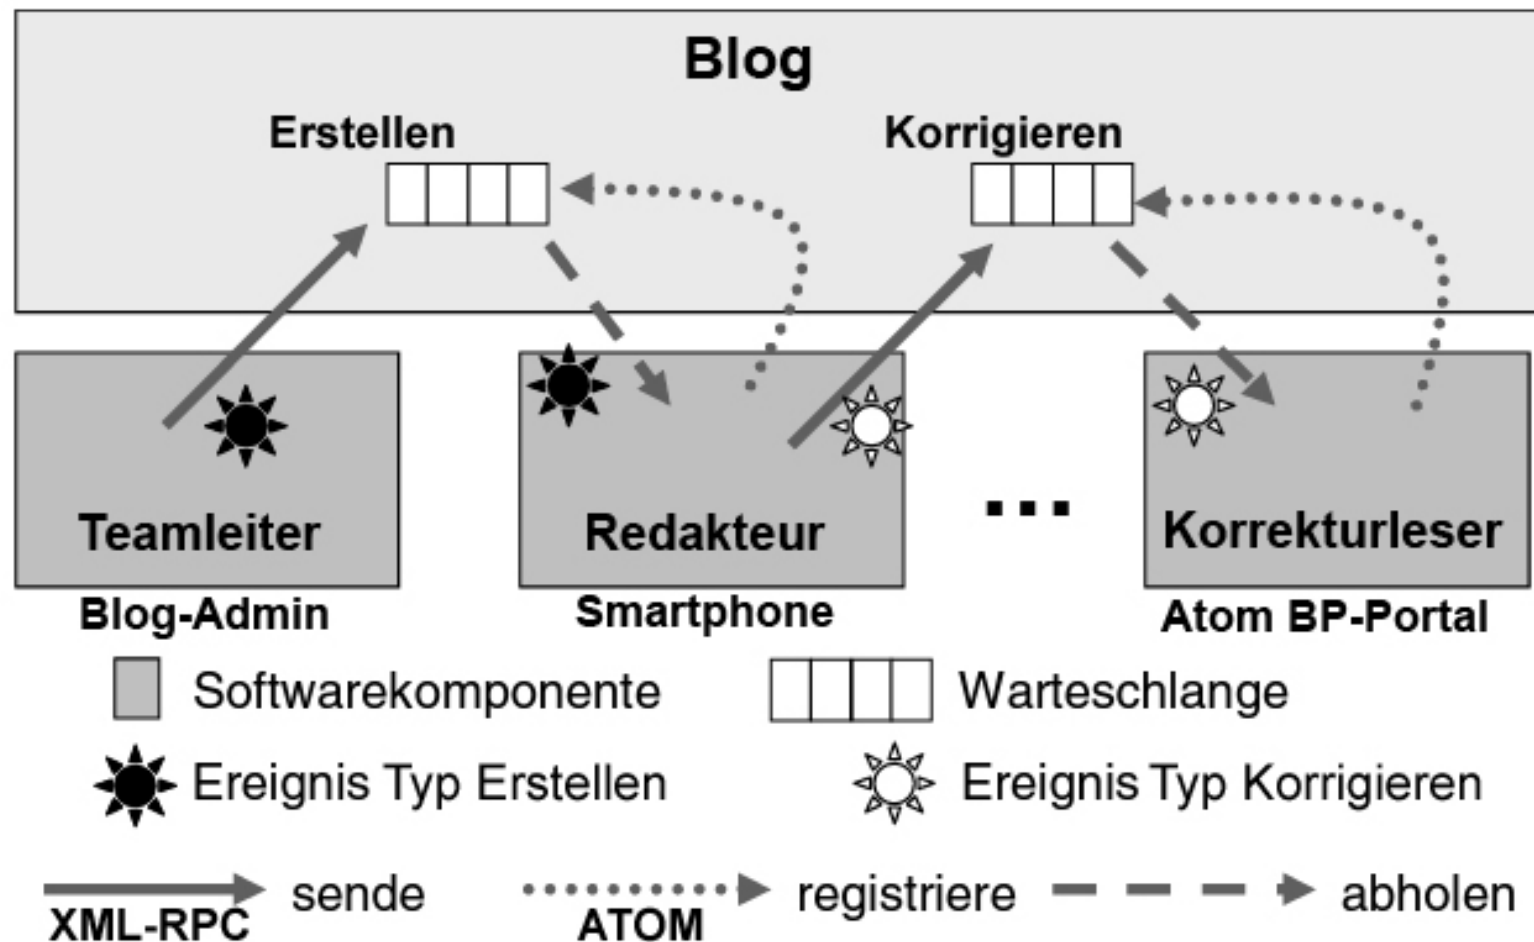 Blog
Erstellen Korrigieren
Teamleiter Redakteur ... Korrekturleser
Blog-Admin Smartphone Atom BP-Portal
Softwarekomponente Warteschlange
Ereignis Typ Erstellen Ereignis Typ Korrigieren
sende registriere abholen
XML-RPC ATOM